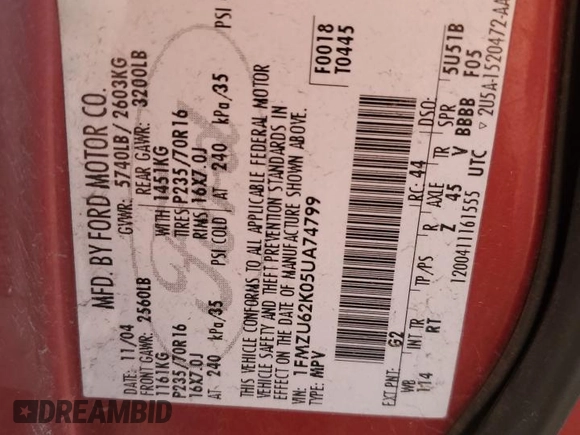 MFD. BY FORD MOTOR CO.
DATE: 11/04 GVWR: 5740LB/2603KG
FRONT GAWR: 2560LB REAR GAWR: 3200LB
1161KG WITH 1451KG
P235/70R16 TIRES P235/70R16
16X7.0J RIMS 16X7.0J
AT 240 kPa/35 PSI COLD AT 240 kPa/35 PSI
THIS VEHICLE CONFORMS TO ALL APPLICABLE FEDERAL MOTOR
VEHICLE SAFETY AND THEFT PREVENTION STANDARDS IN
EFFECT ON THE DATE OF MANUFACTURE SHOWN ABOVE.
VIN: 1FMZU62K05UA74799 F0018
TYPE: MPV T0445
EXT PNT: G2 RC: 44 DSO:
WB INT TR TP/PS R AXLE TR SPR 5U51B
114 RT Z 45 V BBBB F05
12004111161555 UTC ▽2U5A-1520472-AA
Ford
DREAMBID